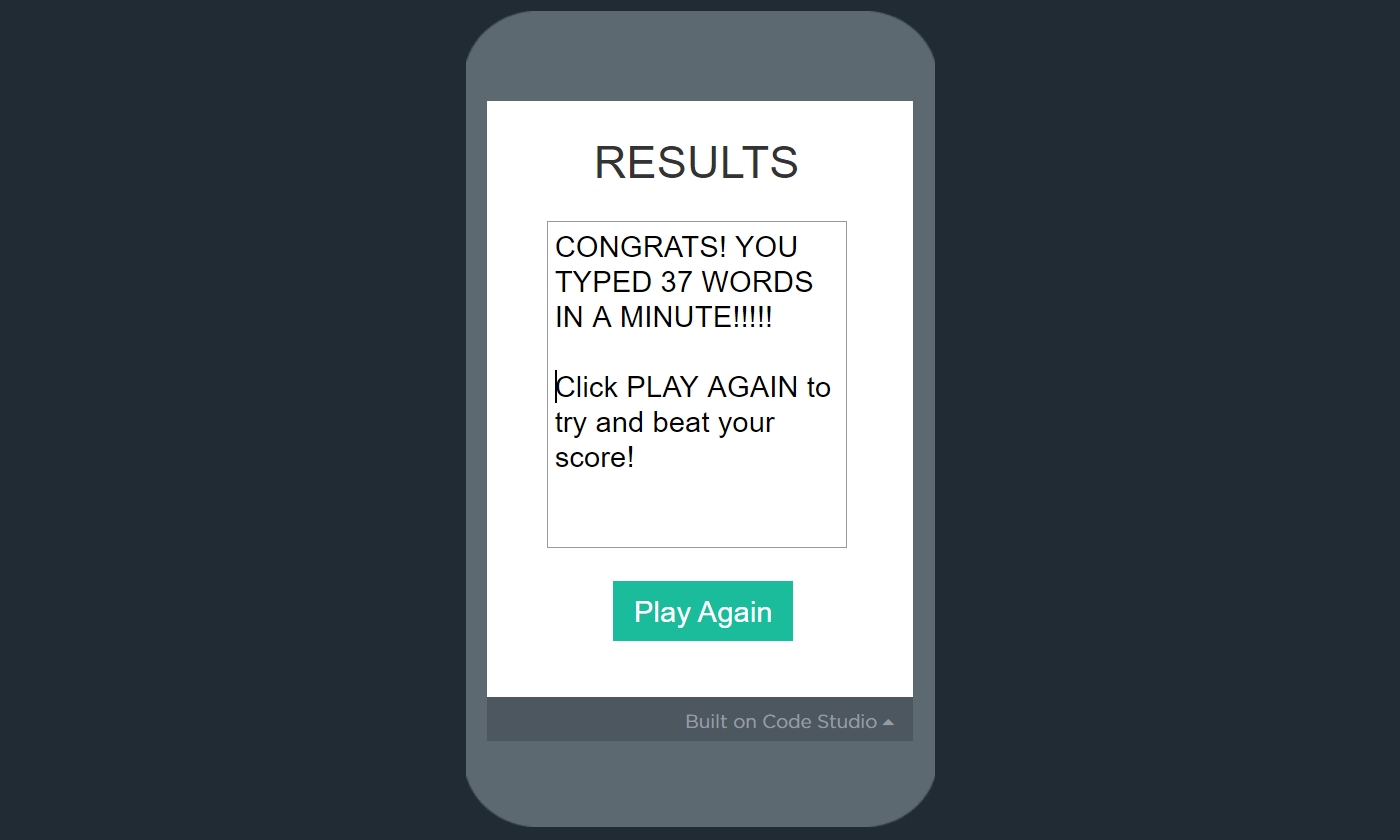 RESULTS
CONGRATS! YOU
TYPED 37 WORDS
IN A MINUTE!!!!!
Click PLAY AGAIN to
try and beat your
score!
Play Again
Built on Code Studio